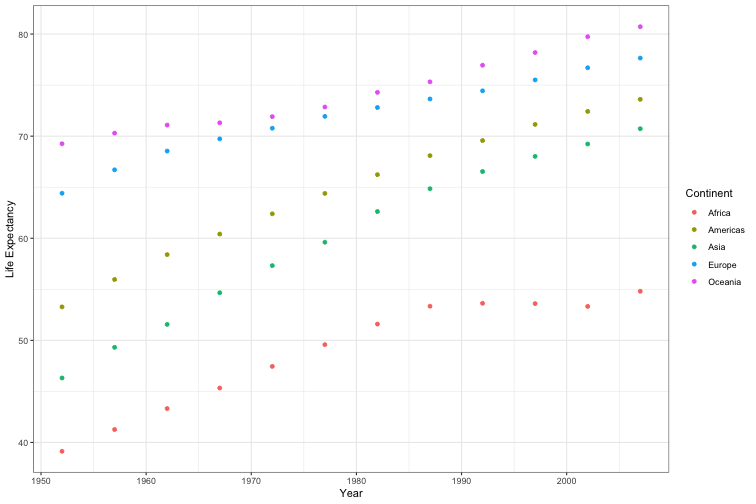 80
70
60
50
40
Life Expectancy
1950
1960
1970
1980
1990
2000
Year
Continent
Africa
Americas
Asia
Europe
Oceania